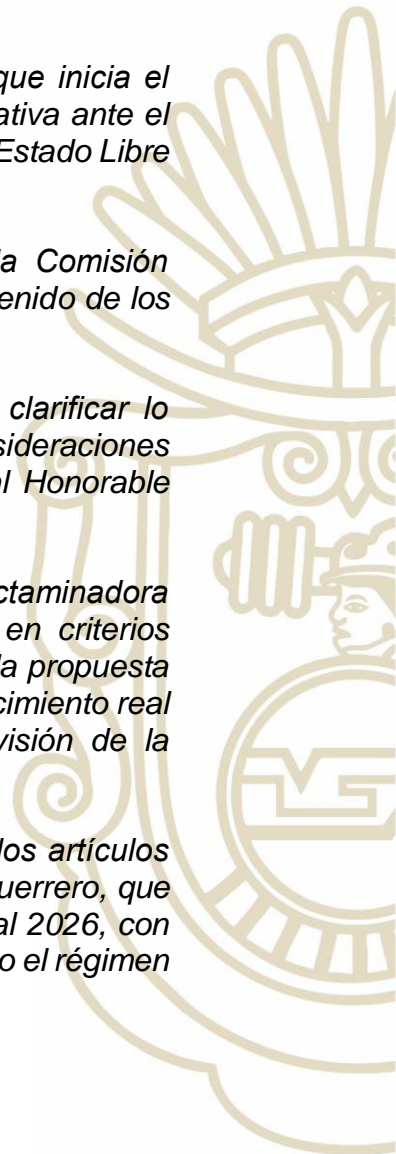 que inicia el
ativa ante el
Estado Libre
a Comisión
enido de los
clarificar lo
sideraciones
al Honorable
ctaminadora
en criterios
la propuesta
cimiento real
visión de la
los artículos
uerrero, que
al 2026, con
o el régimen